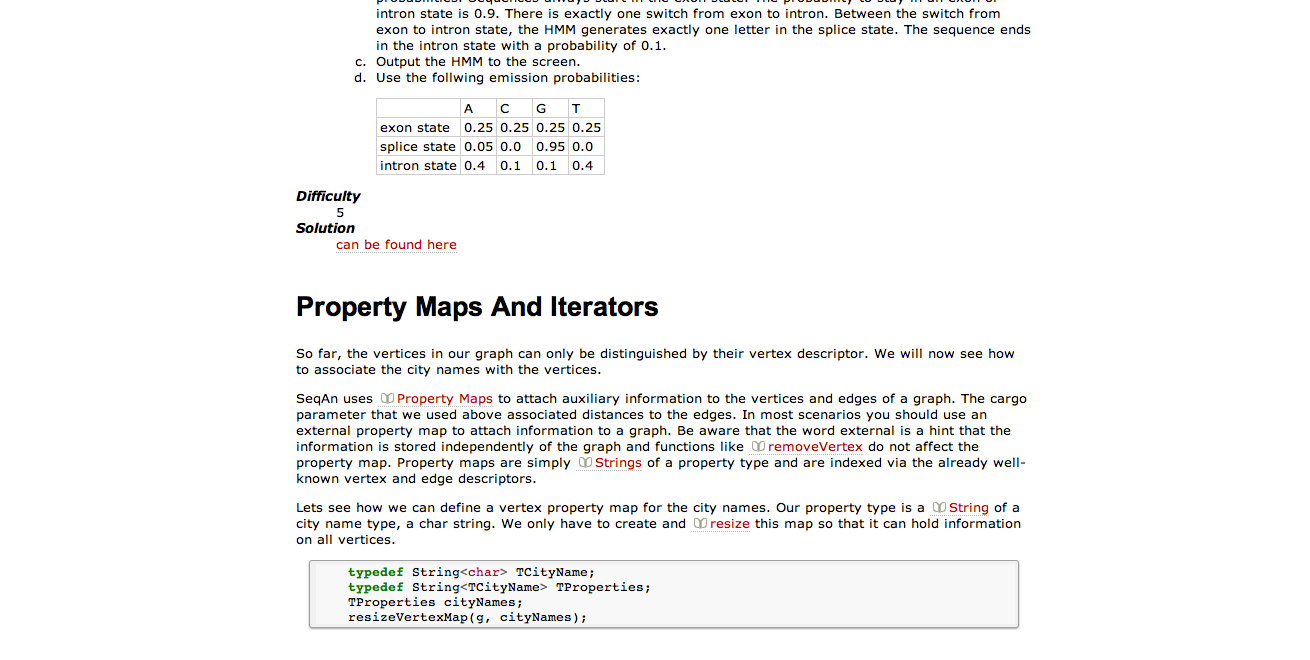 intron state is 0.9. There is exactly one switch from exon to intron. Between the switch from
exon to intron state, the HMM generates exactly one letter in the splice state. The sequence ends
in the intron state with a probability of 0.1.
c. Output the HMM to the screen.
d. Use the follwing emission probabilities:
A C G T
exon state 0.25 0.25 0.25 0.25
splice state 0.05 0.0 0.95 0.0
intron state 0.4 0.1 0.1 0.4
Difficulty
5
Solution
can be found here
Property Maps And Iterators
So far, the vertices in our graph can only be distinguished by their vertex descriptor. We will now see how
to associate the city names with the vertices.
SeqAn uses Property Maps to attach auxiliary information to the vertices and edges of a graph. The cargo
parameter that we used above associated distances to the edges. In most scenarios you should use an
external property map to attach information to a graph. Be aware that the word external is a hint that the
information is stored independently of the graph and functions like removeVertex do not affect the
property map. Property maps are simply Strings of a property type and are indexed via the already well-
known vertex and edge descriptors.
Lets see how we can define a vertex property map for the city names. Our property type is a String of a
city name type, a char string. We only have to create and resize this map so that it can hold information
on all vertices.
typedef String<char> TCityName;
typedef String<TCityName> TProperties;
TProperties cityNames;
resizeVertexMap(g, cityNames);